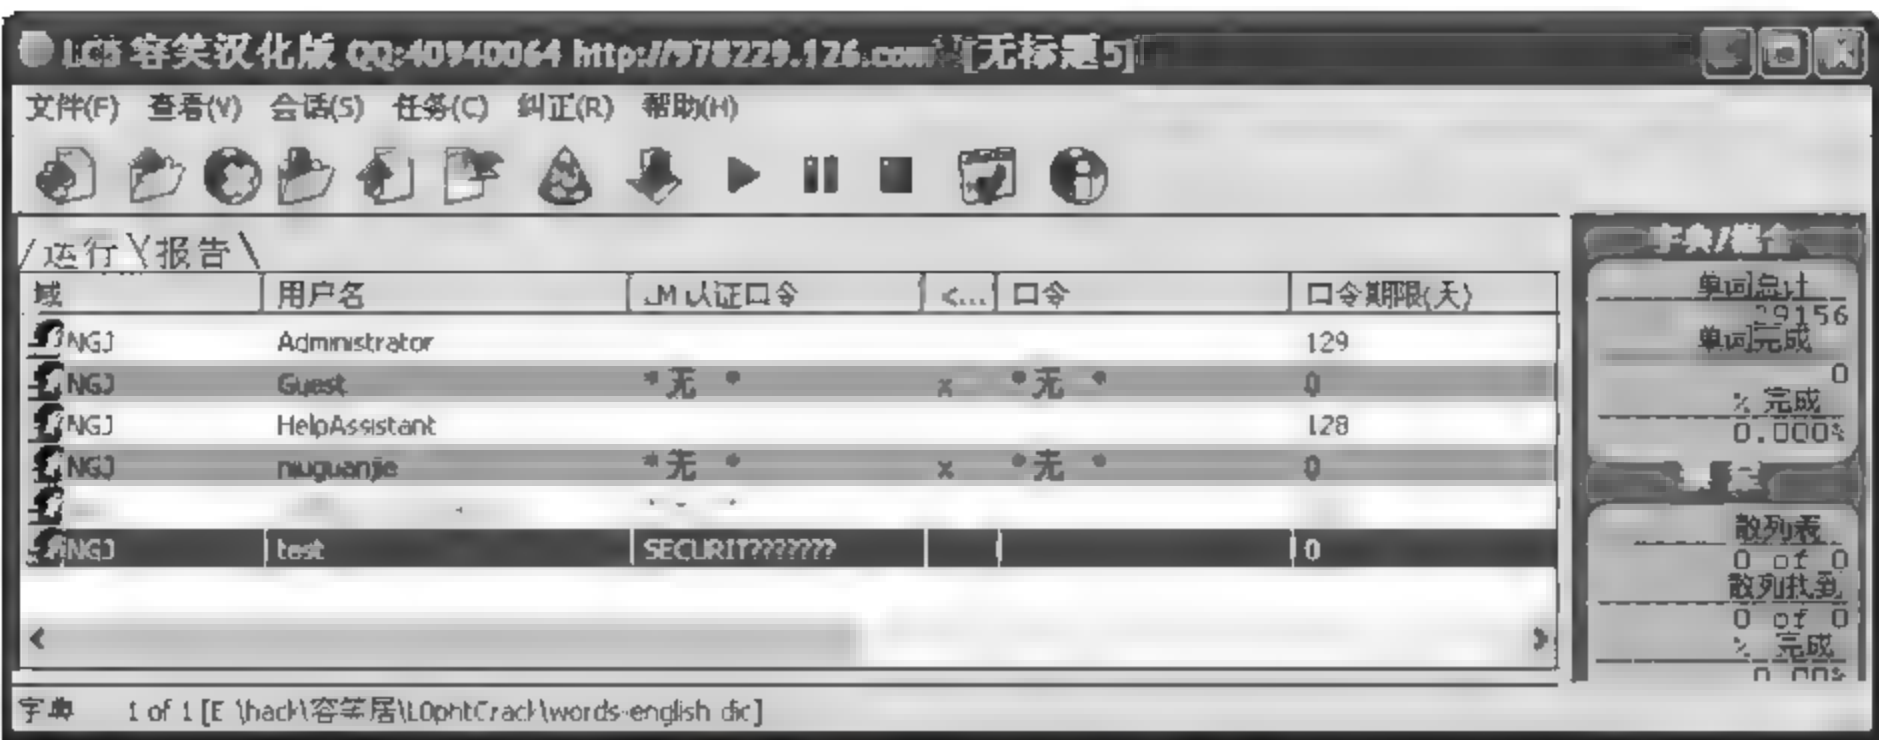 LC5 容笑汉化版 QQ:40940064 http://978229.126.com [无标题5]
文件(F) 查看(V) 会话(S) 任务(C) 纠正(R) 帮助(H)
运行 报告
域 用户名 LM 认证口令 <... 口令 口令期限(天)
NGJ Administrator 129
NGJ Guest * 无 * x * 无 * 0
NGJ HelpAssistant 128
NGJ niuguanjie * 无 * x * 无 * 0
NGJ test SECURIT??????? 0
字典 1 of 1 [E \hack\容笑居\L0phtCrack\words-english dic]
单词总计
29156
单词完成
0
% 完成
0.000%
散列表
0 of 0
散列找到
0 of 0
% 完成